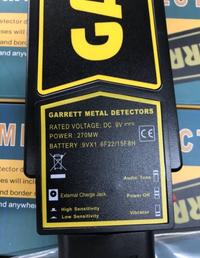 GA
GARRETT METAL DETECTORS
RATED VOLTAGE: DC 9V
POWER: 270MW
BATTERY: 9VX1 6F22/15F8H
CE
Audio Tone
External Charge Jack
Power Off
High Sensitivity
Low Sensitivity
Vibrator